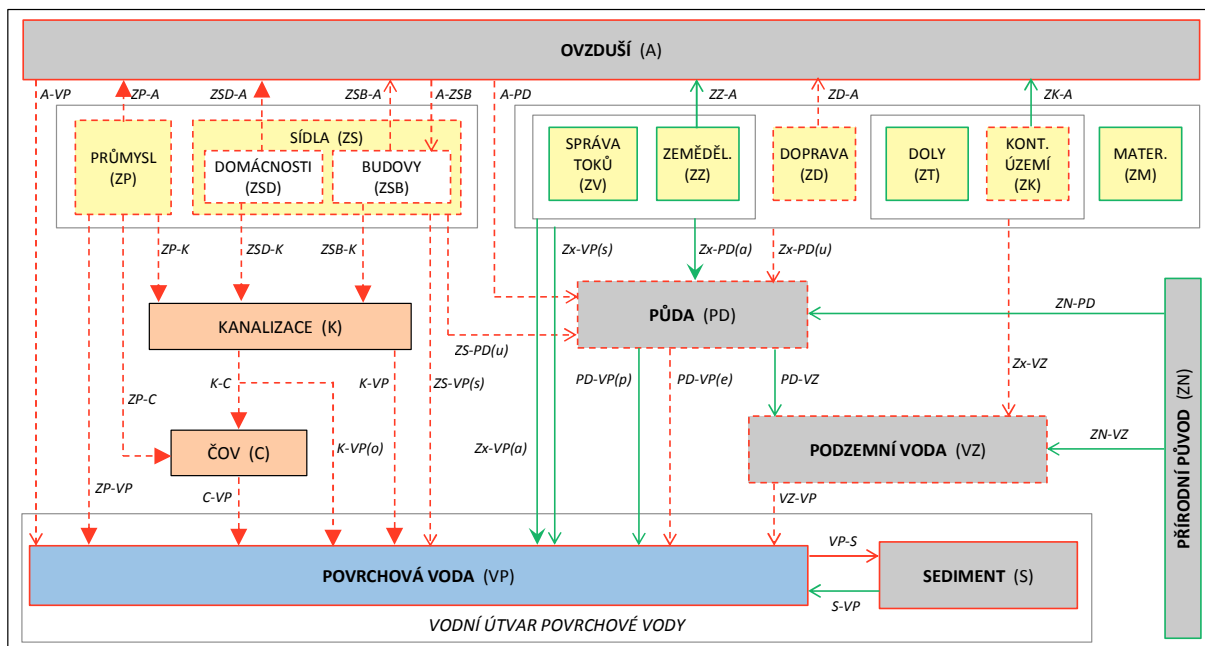 OVZDUŠÍ (A)
A-VP
ZP-A
ZSD-A
ZSB-A
A-ZSB
A-PD
ZZ-A
ZD-A
ZK-A
PRŮMYSL
(ZP)
SÍDLA (ZS)
DOMÁCNOSTI
(ZSD)
BUDOVY
(ZSB)
SPRÁVA
TOKŮ
(ZV)
ZEMĚDĚL.
(ZZ)
DOPRAVA
(ZD)
DOLY
(ZT)
KONT.
ÚZEMÍ
(ZK)
MATER.
(ZM)
ZP-K
ZSD-K
ZSB-K
Zx-VP(s)
Zx-PD(a)
Zx-PD(u)
KANALIZACE (K)
PŮDA (PD)
ZN-PD
ZS-PD(u)
K-C
K-VP
ZS-VP(s)
PD-VP(p)
PD-VP(e)
PD-VZ
Zx-VZ
ZP-C
ČOV (C)
K-VP(o)
Zx-VP(a)
PODZEMNÍ VODA (VZ)
ZN-VZ
PŘÍRODNÍ PŮVOD (ZN)
ZP-VP
C-VP
VZ-VP
POVRCHOVÁ VODA (VP)
VP-S
S-VP
SEDIMENT (S)
VODNÍ ÚTVAR POVRCHOVÉ VODY